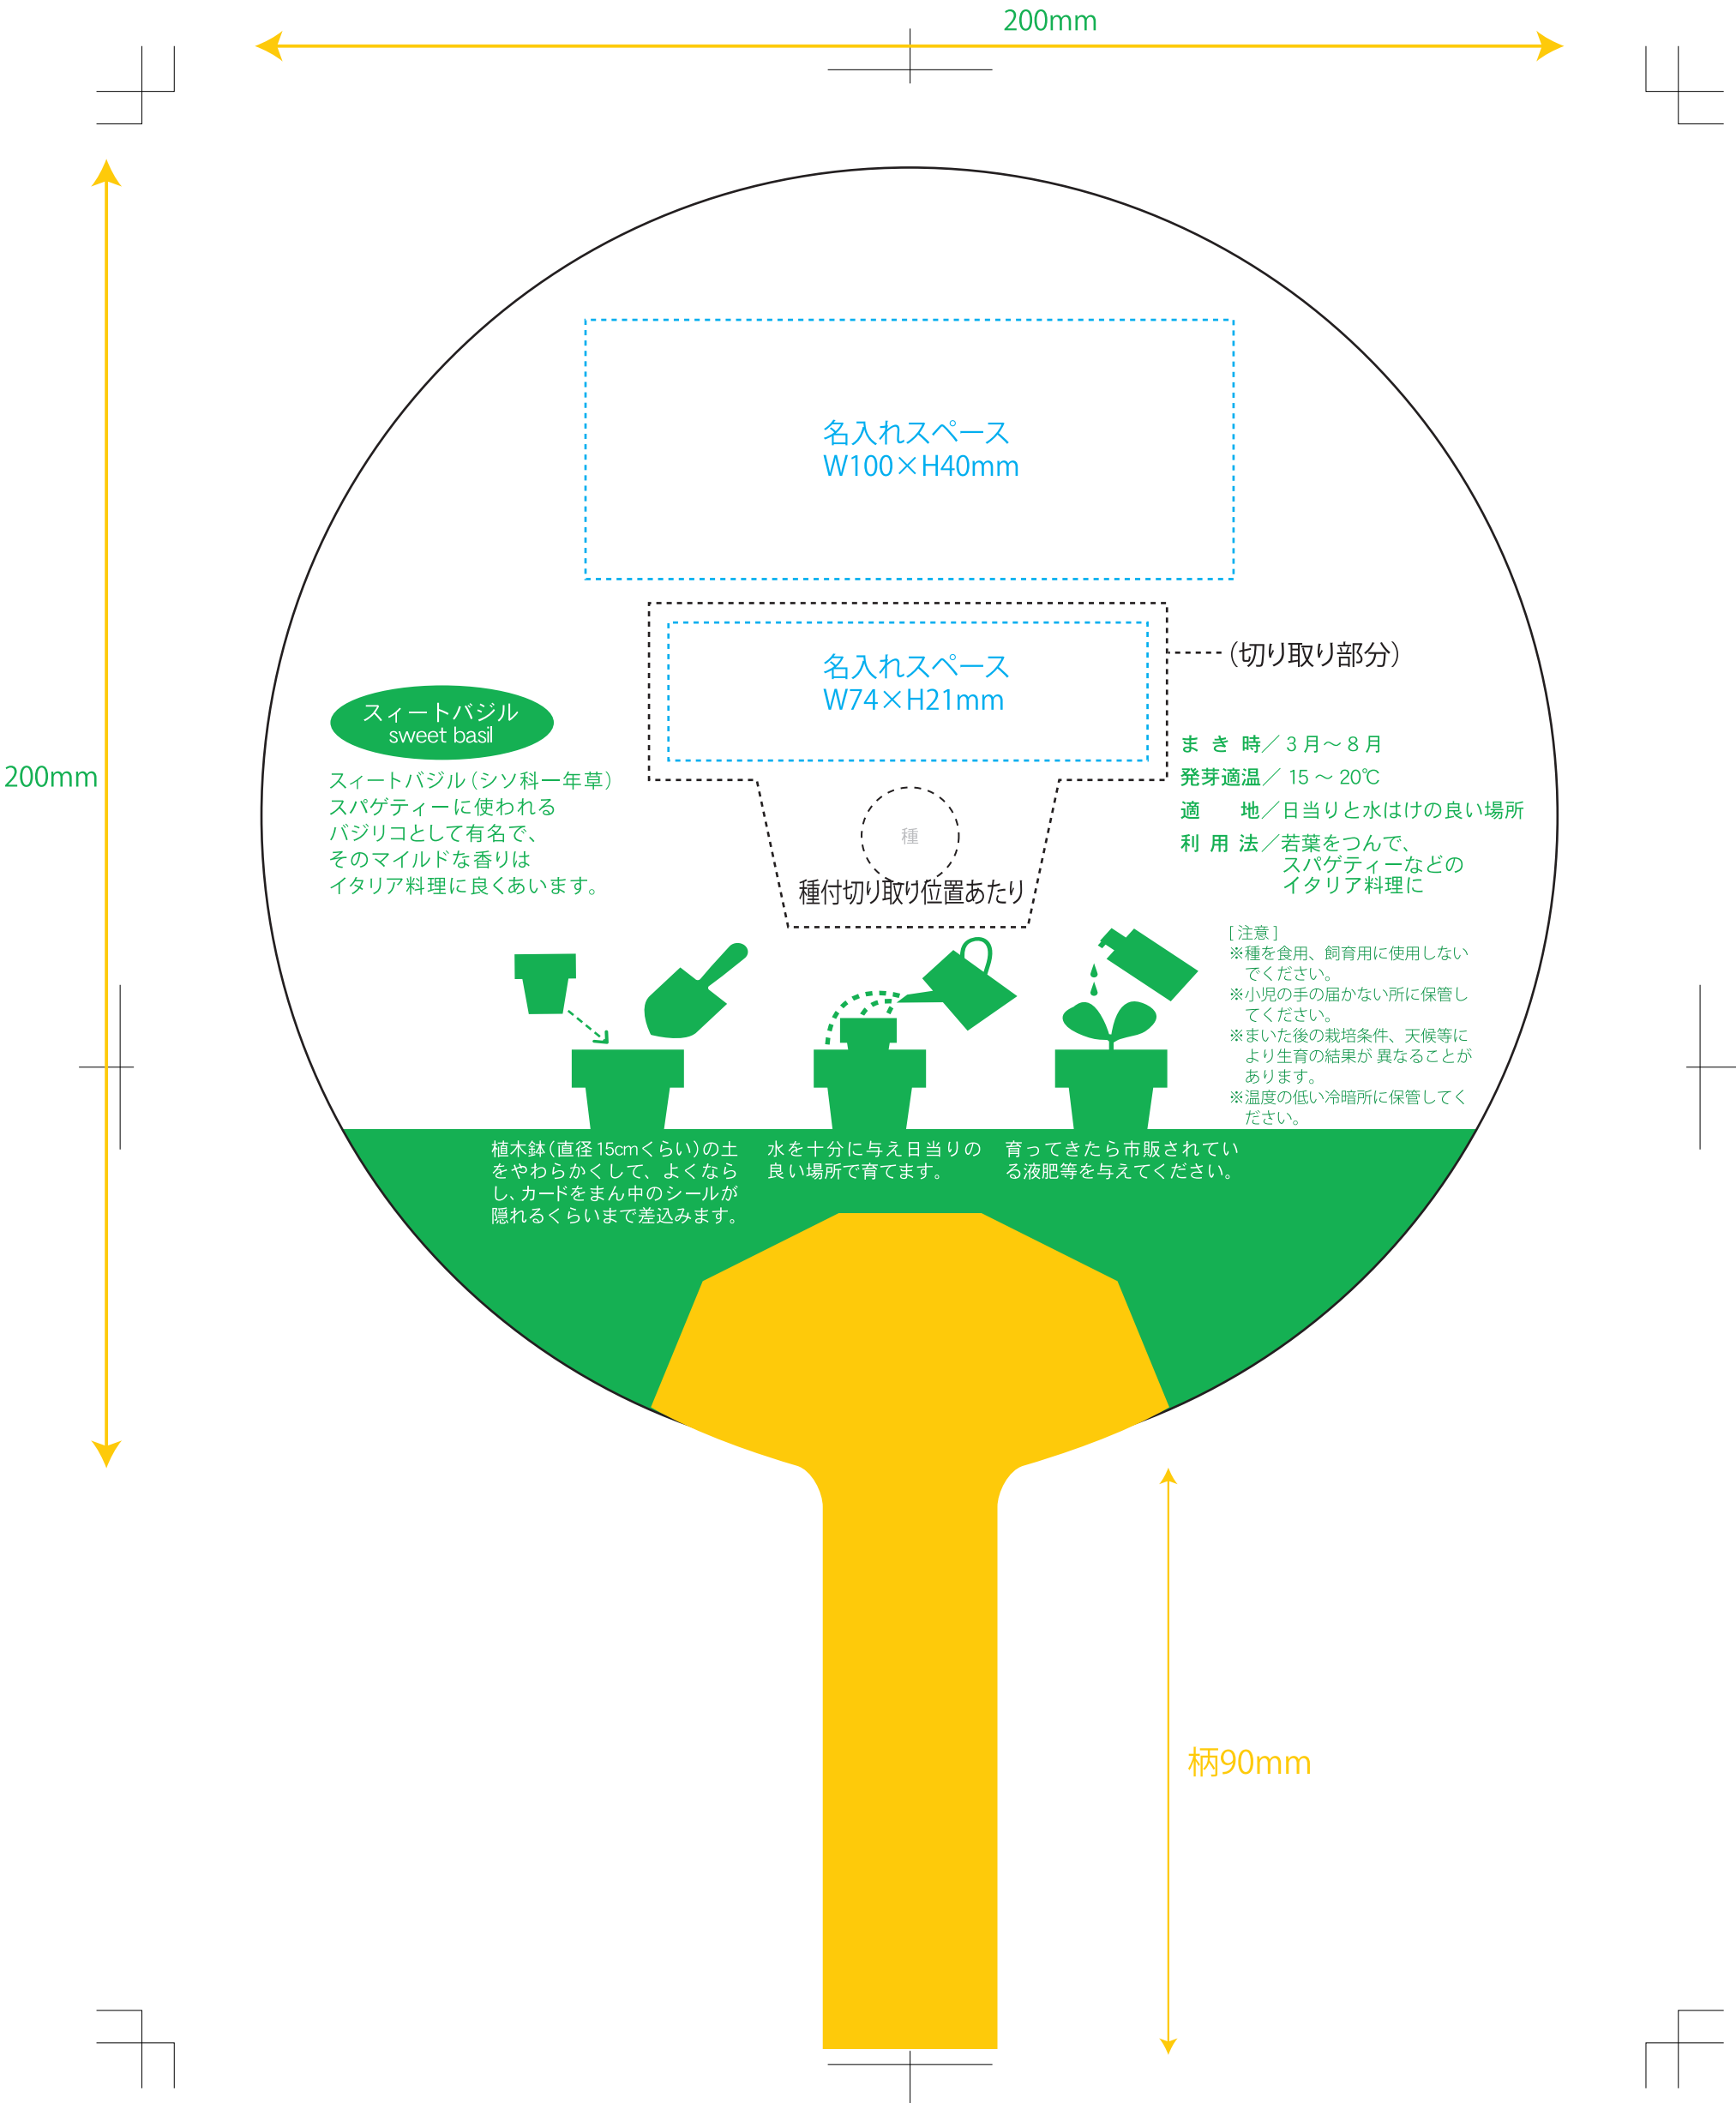 200mm
200mm
名入れスペース
W100×H40mm
名入れスペース
W74×H21mm
(切り取り部分)
種
種付切り取り位置あたり
スィートバジル
sweet basil
スィートバジル(シソ科一年草)
スパゲティーに使われる
バジリコとして有名で、
そのマイルドな香りは
イタリア料理に良くあいます。
まき時／3月～8月
発芽適温／15～20℃
適地／日当りと水はけの良い場所
利用法／若葉をつんで、
スパゲティーなどの
イタリア料理に
[注意]
※種を食用、飼育用に使用しない
でください。
※小児の手の届かない所に保管し
てください。
※まいた後の栽培条件、天候等に
より生育の結果が 異なることが
あります。
※温度の低い冷暗所に保管してく
ださい。
植木鉢(直径15cmくらい)の土
をやわらかくして、よくなら
し、カードをまん中のシールが
隠れるくらいまで差込みます。
水を十分に与え日当りの
良い場所で育てます。
育ってきたら市販されてい
る液肥等を与えてください。
柄90mm